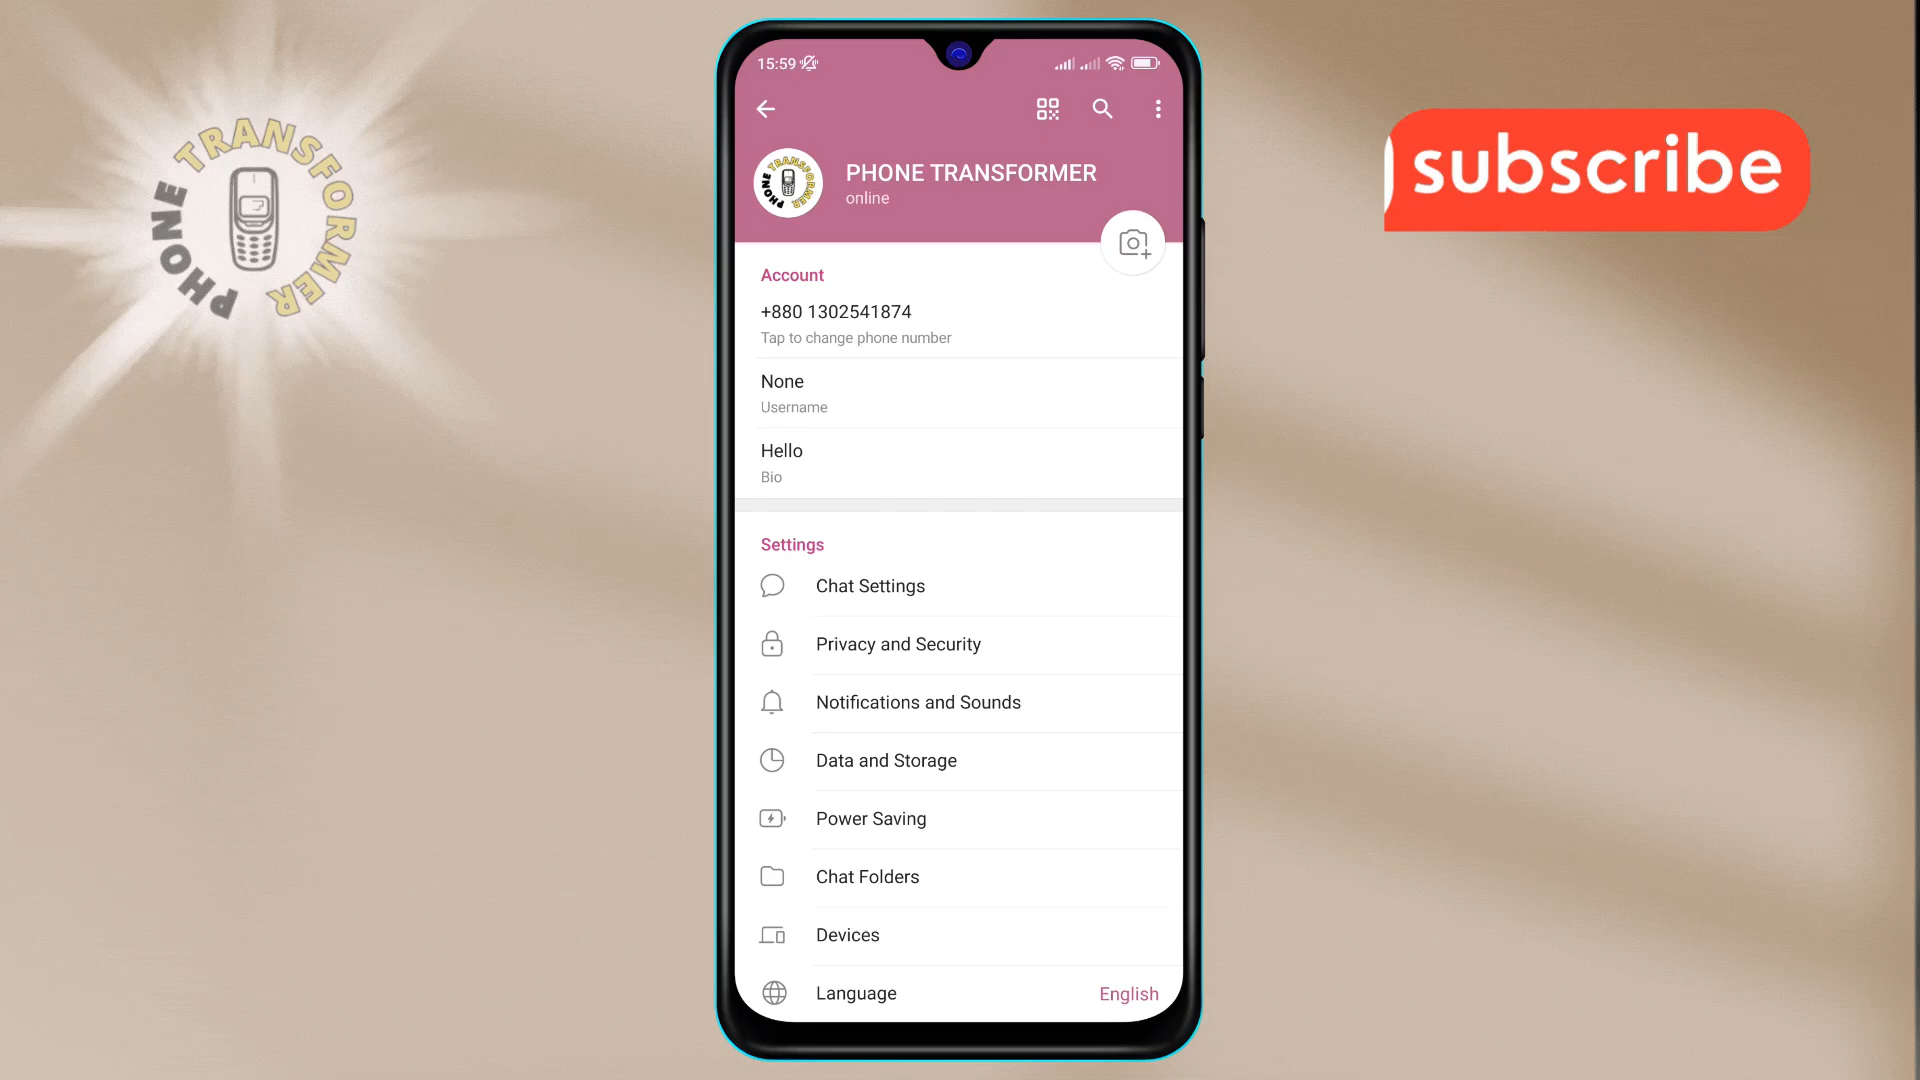 PHONE TRANSFORMER
subscribe
15:59
PHONE TRANSFORMER
PHONE TRANSFORMER
online
Account
+880 1302541874
Tap to change phone number
None
Username
Hello
Bio
Settings
Chat Settings
Privacy and Security
Notifications and Sounds
Data and Storage
Power Saving
Chat Folders
Devices
Language English